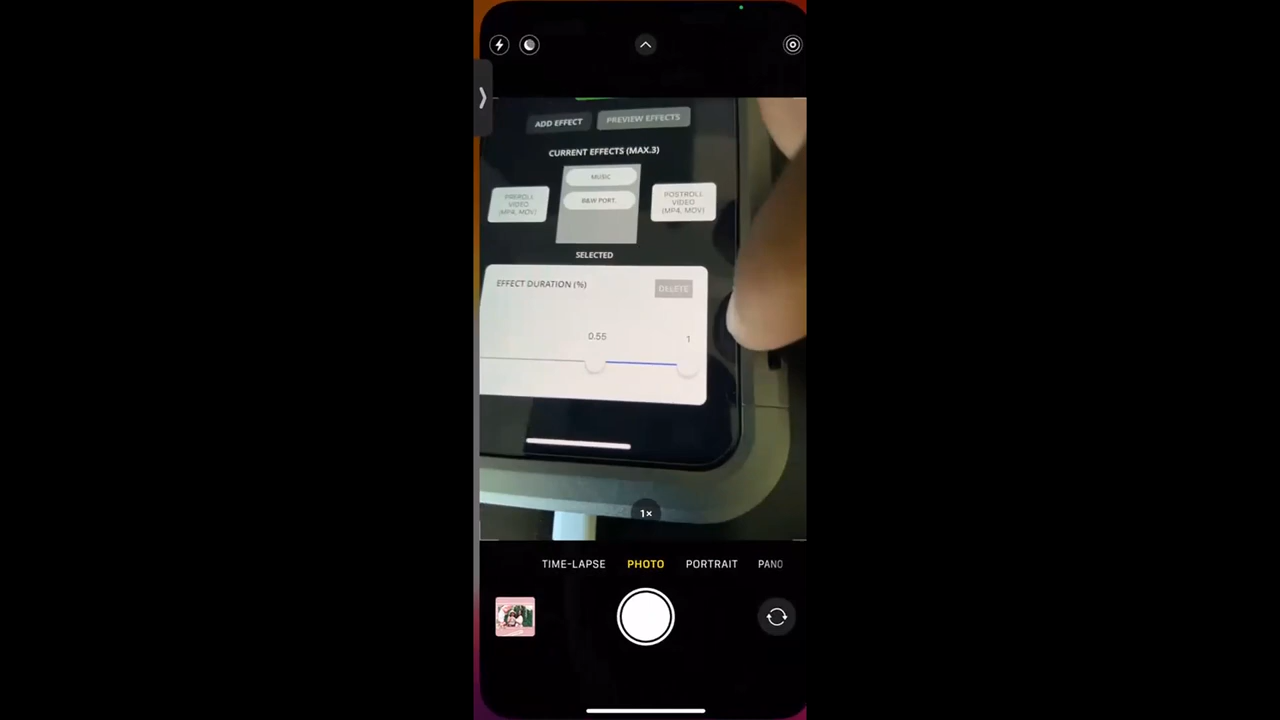 ADD EFFECT
PREVIEW EFFECTS
CURRENT EFFECTS (MAX.3)
MUSIC
B&W PORT.
PREROLL
VIDEO
(MP4, MOV)
POSTROLL
VIDEO
(MP4, MOV)
SELECTED
EFFECT DURATION (%)
DELETE
0.55
1
1×
TIME-LAPSE
PHOTO
PORTRAIT
PANO